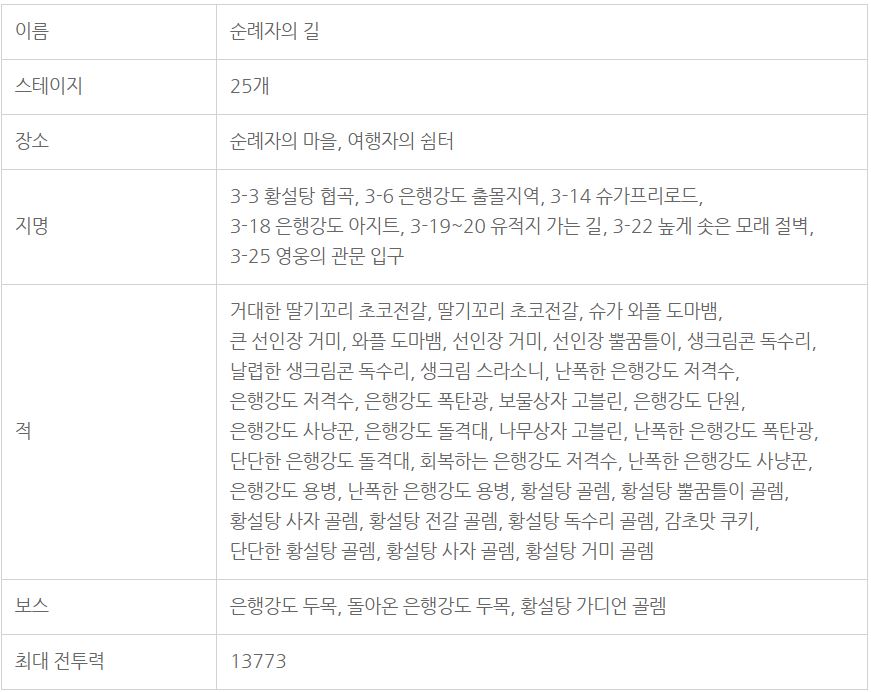 이름
순례자의 길
스테이지
25개
장소
순례자의 마을, 여행자의 쉼터
지명
3-3 황설탕 협곡, 3-6 은행강도 출몰지역, 3-14 슈가프리로드,
3-18 은행강도 아지트, 3-19~20 유적지 가는 길, 3-22 높게 솟은 모래 절벽,
3-25 영웅의 관문 입구
적
거대한 딸기꼬리 초코전갈, 딸기꼬리 초코전갈, 슈가 와플 도마뱀,
큰 선인장 거미, 와플 도마뱀, 선인장 거미, 선인장 뿔꿈틀이, 생크림콘 독수리,
날렵한 생크림콘 독수리, 생크림 스라소니, 난폭한 은행강도 저격수,
은행강도 저격수, 은행강도 폭탄광, 보물상자 고블린, 은행강도 단원,
은행강도 사냥꾼, 은행강도 돌격대, 나무상자 고블린, 난폭한 은행강도 폭탄광,
단단한 은행강도 돌격대, 회복하는 은행강도 저격수, 난폭한 은행강도 사냥꾼,
은행강도 용병, 난폭한 은행강도 용병, 황설탕 골렘, 황설탕 뿔꿈틀이 골렘,
황설탕 사자 골렘, 황설탕 전갈 골렘, 황설탕 독수리 골렘, 감초맛 쿠키,
단단한 황설탕 골렘, 황설탕 사자 골렘, 황설탕 거미 골렘
보스
은행강도 두목, 돌아온 은행강도 두목, 황설탕 가디언 골렘
최대 전투력
13773